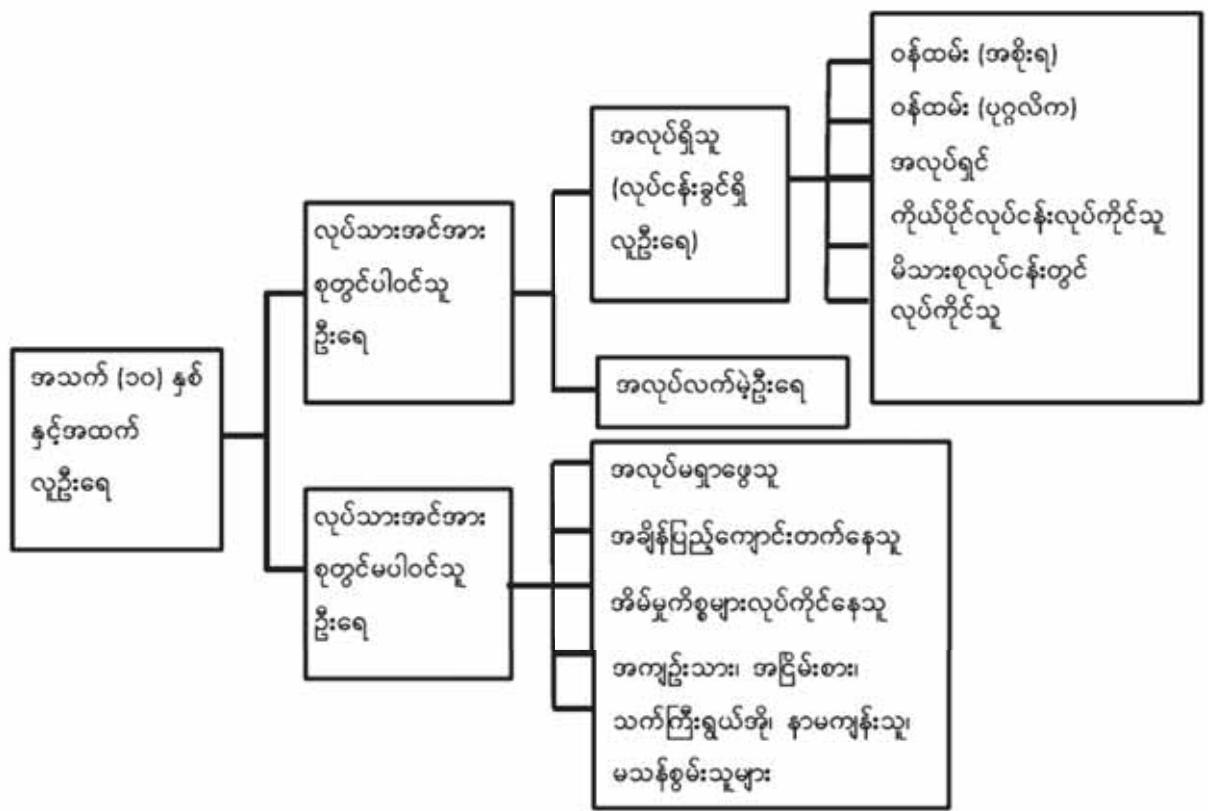 အသက် (၁၀) နှစ်
နှင့်အထက်
လူဦးရေ
လုပ်သားအင်အား
စုတွင်ပါဝင်သူ
ဦးရေ
အလုပ်ရှိသူ
(လုပ်ငန်းခွင်ရှိ
လူဦးရေ)
ဝန်ထမ်း (အစိုးရ)
ဝန်ထမ်း (ပုဂ္ဂလိက)
အလုပ်ရှင်
ကိုယ်ပိုင်လုပ်ငန်းလုပ်ကိုင်သူ
မိသားစုလုပ်ငန်းတွင်
လုပ်ကိုင်သူ
အလုပ်လက်မဲ့ဦးရေ
လုပ်သားအင်အား
စုတွင်မပါဝင်သူ
ဦးရေ
အလုပ်မရှာဖွေသူ
အချိန်ပြည့်ကျောင်းတက်နေသူ
အိမ်မှုကိစ္စများလုပ်ကိုင်နေသူ
အကျဉ်းသား၊ အငြိမ်းစား၊
သက်ကြီးရွယ်အို၊ နာမကျန်းသူ၊
မသန်စွမ်းသူများ